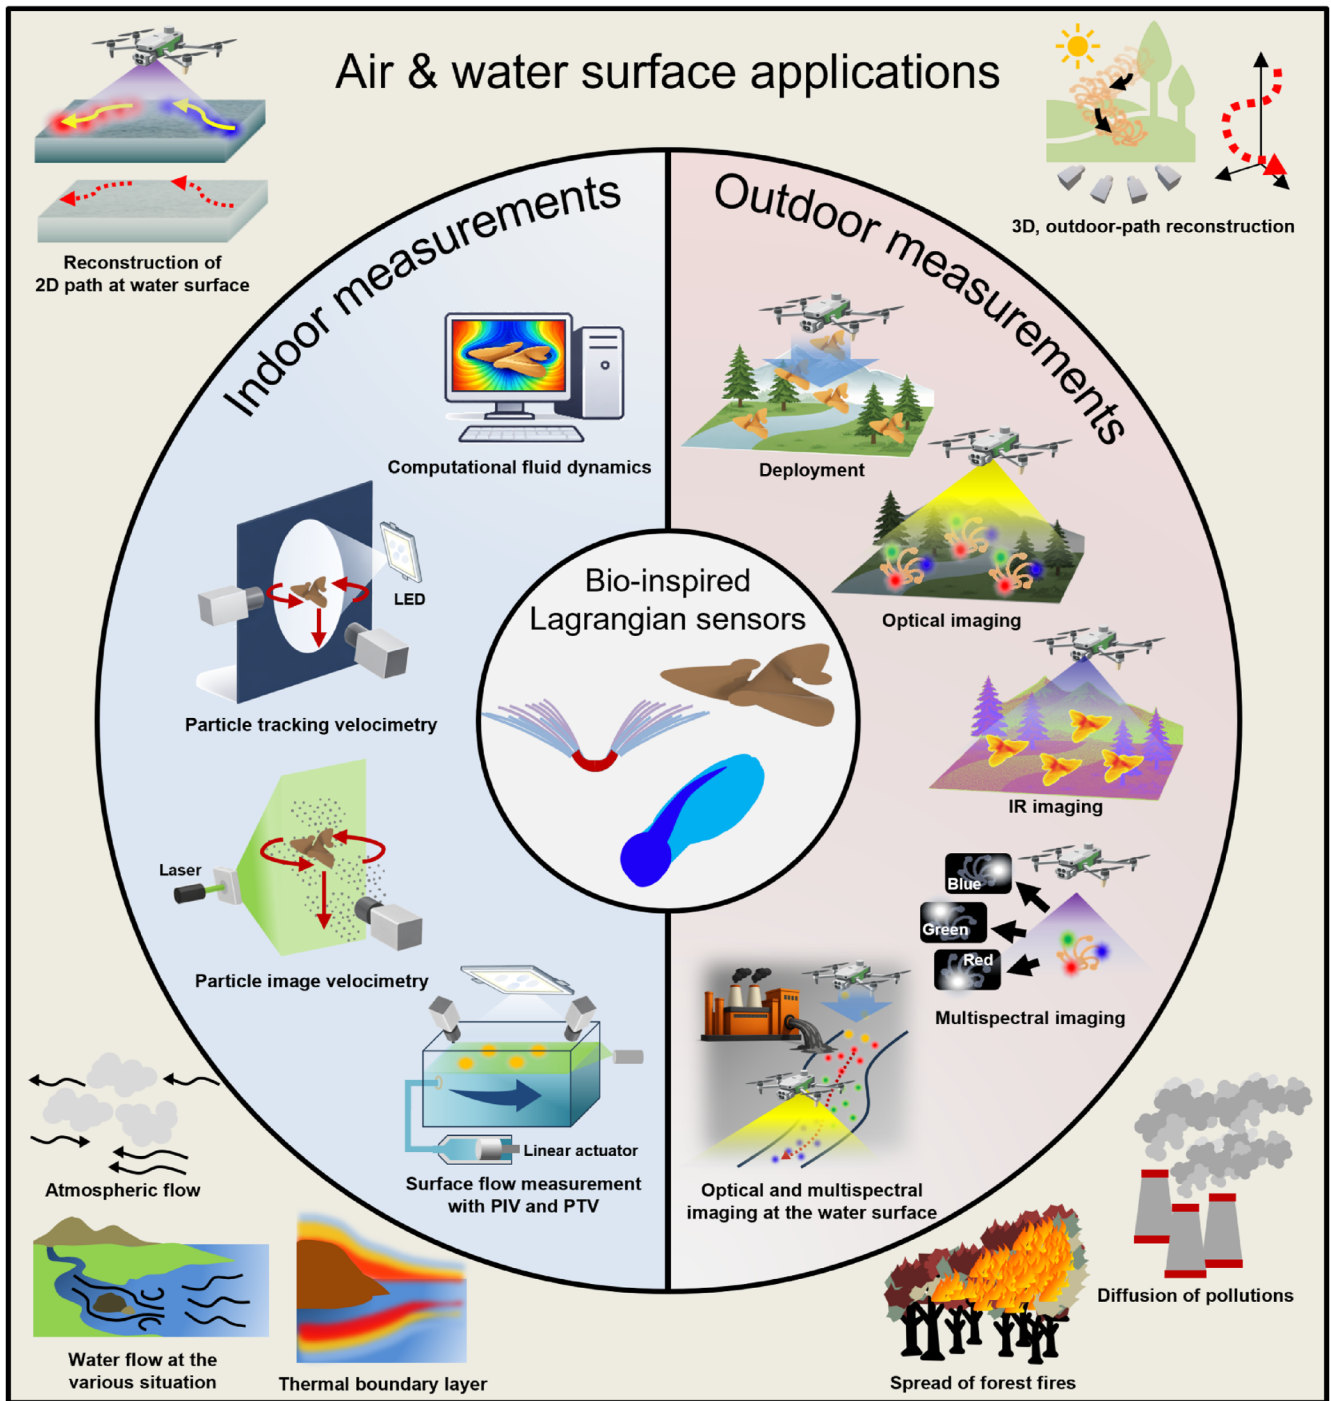 Air & water surface applications
Reconstruction of
2D path at water surface
3D, outdoor-path reconstruction
Indoor measurements
Outdoor measurements
Computational fluid dynamics
Deployment
LED
Particle tracking velocimetry
Optical imaging
Bio-inspired
Lagrangian sensors
IR imaging
Laser
Particle image velocimetry
Blue
Green
Red
Multispectral imaging
Linear actuator
Surface flow measurement
with PIV and PTV
Optical and multispectral
imaging at the water surface
Atmospheric flow
Water flow at the
various situation
Thermal boundary layer
Spread of forest fires
Diffusion of pollutions